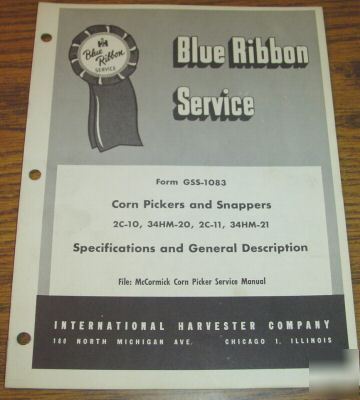 IH
Blue
Ribbon
SERVICE
Blue Ribbon
Service
Form GSS-1083
Corn Pickers and Snappers
2C-10, 34HM-20, 2C-11, 34HM-21
Specifications and General Description
File: McCormick Corn Picker Service Manual
INTERNATIONAL HARVESTER COMPANY
180 NORTH MICHIGAN AVE. CHICAGO 1, ILLINOIS